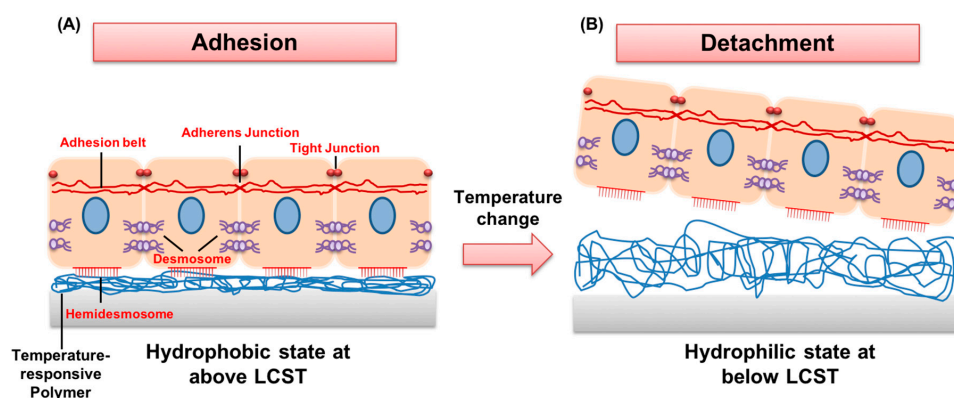 (A)
Adhesion
Adhesion belt
Adherens Junction
Tight Junction
Desmosome
Hemidesmosome
Temperature-
responsive
Polymer
Hydrophobic state at
above LCST
Temperature
change
(B)
Detachment
Hydrophilic state at
below LCST